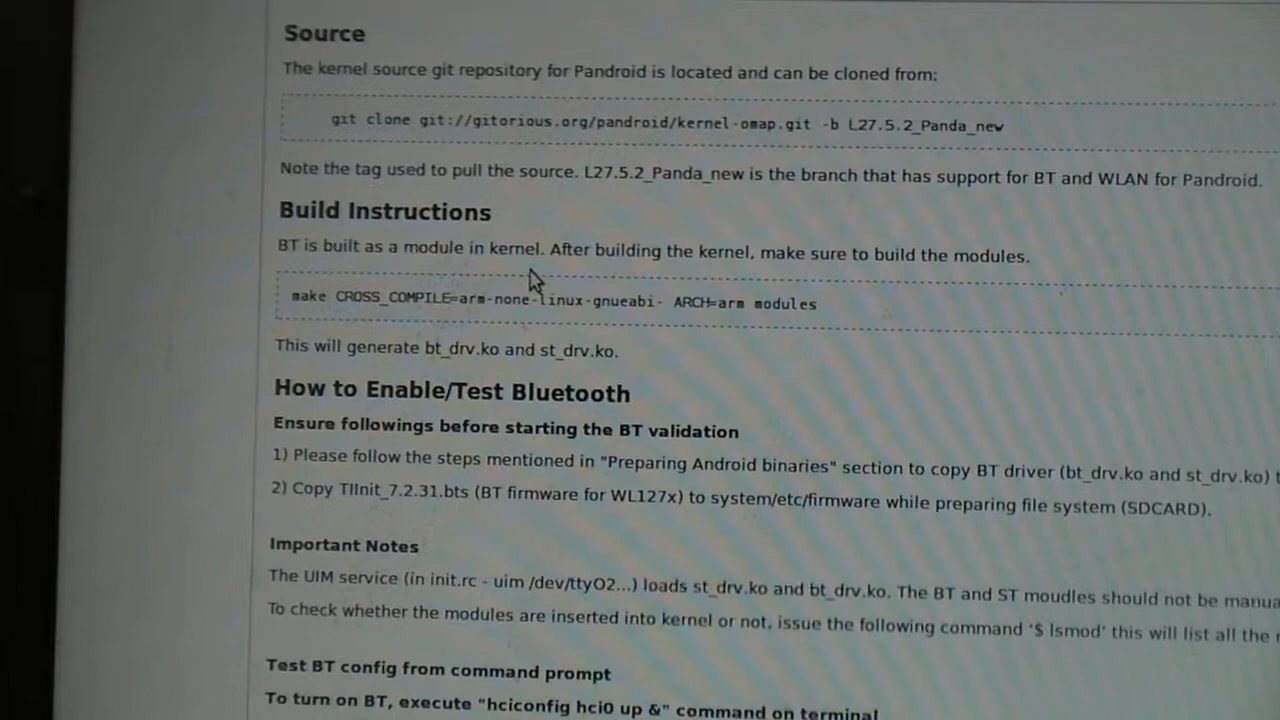 Source
The kernel source git repository for Pandroid is located and can be cloned from:
git clone git://gitorious.org/pandroid/kernel-omap.git -b L27.5.2_Panda_new
Note the tag used to pull the source. L27.5.2_Panda_new is the branch that has support for BT and WLAN for Pandroid.
Build Instructions
BT is built as a module in kernel. After building the kernel, make sure to build the modules.
make CROSS_COMPILE=arm-none-linux-gnueabi- ARCH=arm modules
This will generate bt_drv.ko and st_drv.ko.
How to Enable/Test Bluetooth
Ensure followings before starting the BT validation
1) Please follow the steps mentioned in "Preparing Android binaries" section to copy BT driver (bt_drv.ko and st_drv.ko)
2) Copy TIInit_7.2.31.bts (BT firmware for WL127x) to system/etc/firmware while preparing file system (SDCARD).
Important Notes
The UIM service (in init.rc - uim /dev/ttyO2...) loads st_drv.ko and bt_drv.ko. The BT and ST moudles should not be
To check whether the modules are inserted into kernel or not, issue the following command '$ lsmod' this will list all the
Test BT config from command prompt
To turn on BT, execute "hciconfig hci0 up &" command on terminal